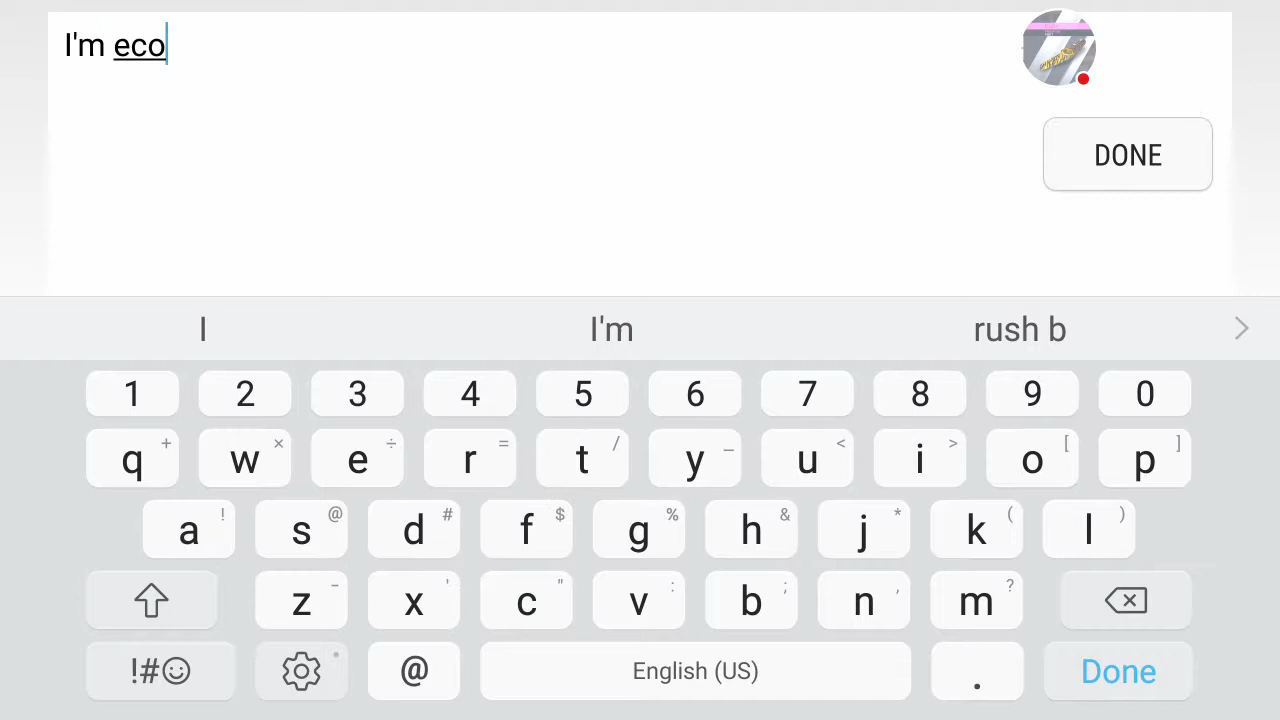 I'm eco
DONE
I I'm rush b
1 2 3 4 5 6 7 8 9 0
q + w × e ÷ r = t / y _ u < i > o [ p ]
a ! s @ d # f $ g % h & j * k ( l )
z - x ' c " v : b ; n , m ?
!#☺ @ English (US) . Done